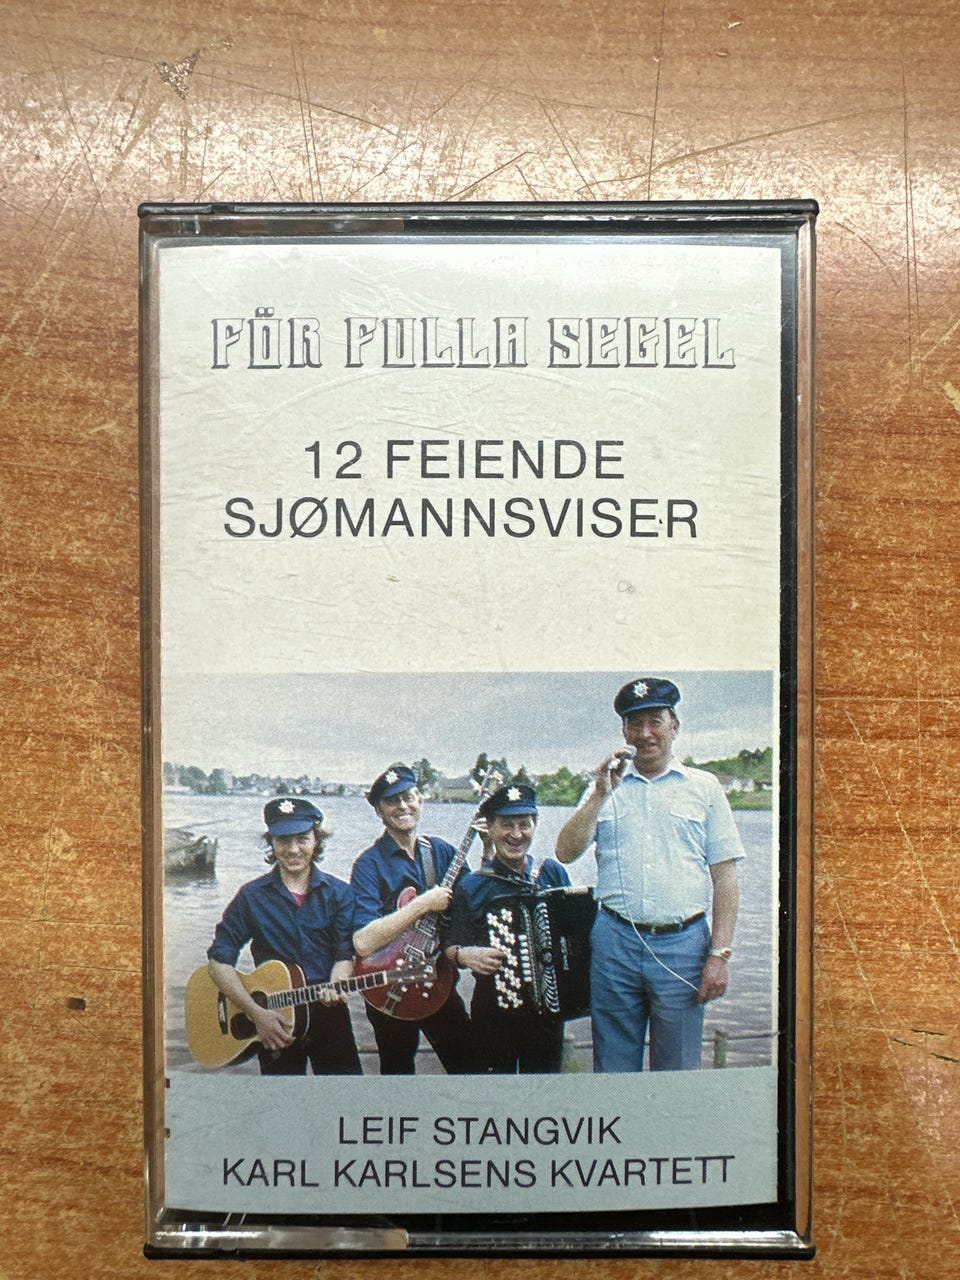 FÖR FULLA SEGEL
12 FEIENDE
SJØMANNSVISER
LEIF STANGVIK
KARL KARLSENS KVARTETT